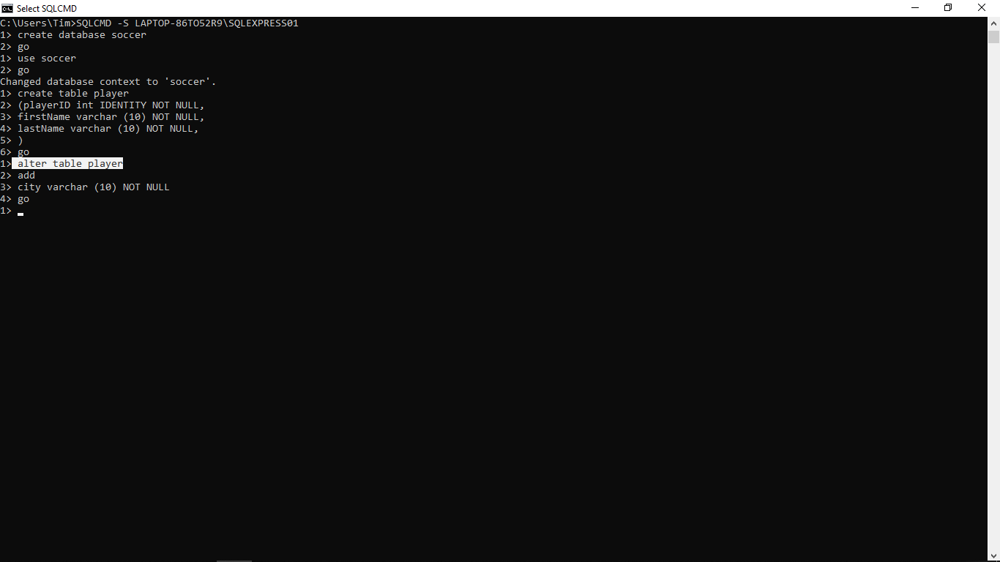 Select SQLCMD
C:\Users\Tim>SQLCMD -S LAPTOP-86TO52R9\SQLEXPRESS01
1> create database soccer
2> go
1> use soccer
2> go
Changed database context to 'soccer'.
1> create table player
2> (playerID int IDENTITY NOT NULL,
3> firstName varchar (10) NOT NULL,
4> lastName varchar (10) NOT NULL,
5> )
6> go
1> alter table player
2> add
3> city varchar (10) NOT NULL
4> go
1>